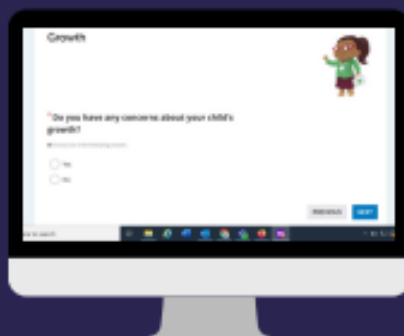 Growth
*Do you have any concerns about your child's
growth?
Yes
No
PREVIOUS NEXT